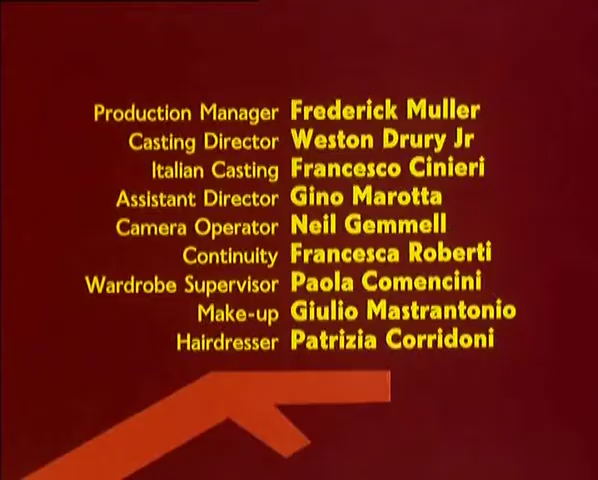 Production Manager Frederick Muller
Casting Director Weston Drury Jr
Italian Casting Francesco Cinieri
Assistant Director Gino Marotta
Camera Operator Neil Gemmell
Continuity Francesca Roberti
Wardrobe Supervisor Paola Comencini
Make-up Giulio Mastrantonio
Hairdresser Patrizia Corridoni